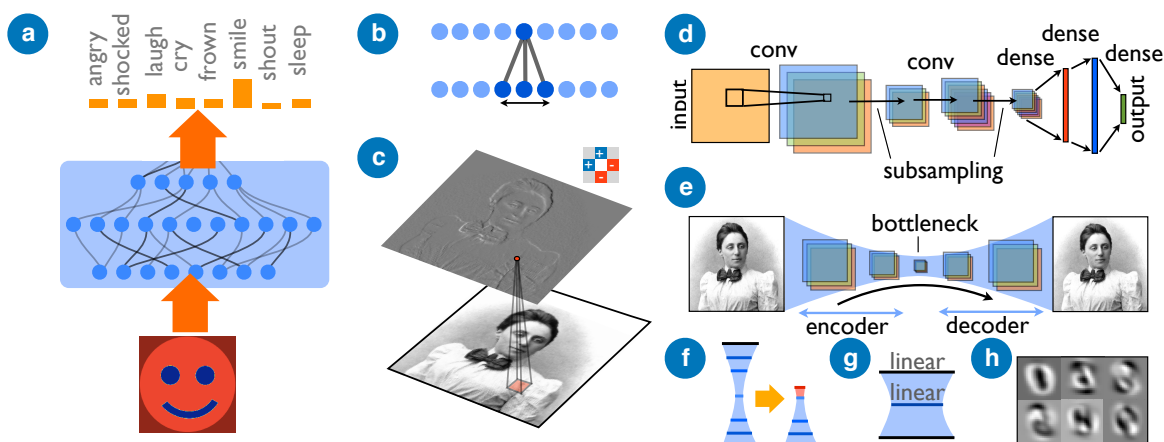 a
angry
shocked
laugh
cry
frown
smile
shout
sleep
b
c
+
+
-
-
d
input
conv
conv
dense
dense
dense
output
subsampling
e
bottleneck
encoder
decoder
f
g
linear
linear
h